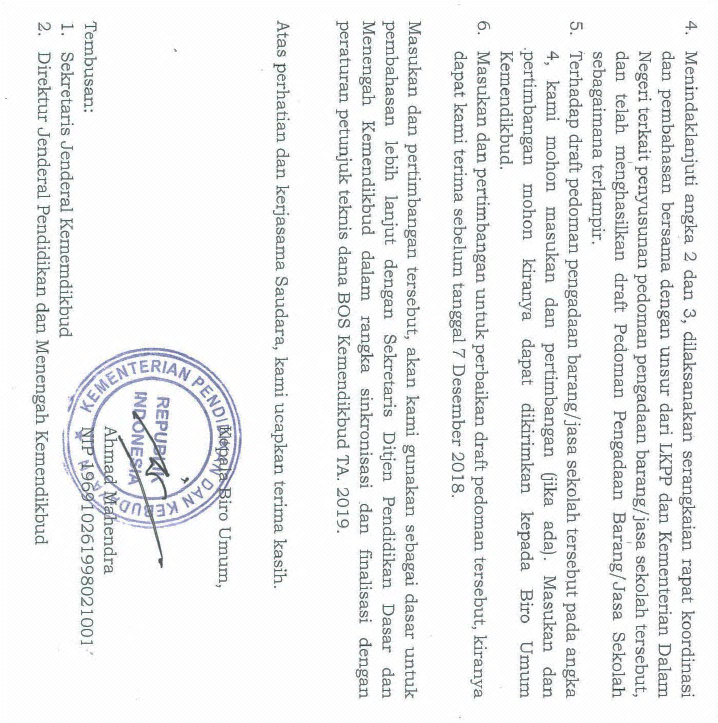 4. Menindaklanjuti angka 2 dan 3, dilaksanakan serangkaian rapat koordinasi
dan pembahasan bersama dengan unsur dari LKPP dan Kementerian Dalam
Negeri terkait penyusunan pedoman pengadaan barang/jasa sekolah tersebut,
dan telah menghasilkan draft Pedoman Pengadaan Barang/Jasa Sekolah
sebagaimana terlampir.
5. Terhadap draft pedoman pengadaan barang/jasa sekolah tersebut pada angka
4, kami mohon masukan dan pertimbangan (jika ada). Masukan dan
pertimbangan mohon kiranya dapat dikirimkan kepada Biro Umum
Kemendikbud.
6. Masukan dan pertimbangan untuk perbaikan draft pedoman tersebut, kiranya
dapat kami terima sebelum tanggal 7 Desember 2018.
Masukan dan pertimbangan tersebut, akan kami gunakan sebagai dasar untuk
pembahasan lebih lanjut dengan Sekretaris Ditjen Pendidikan Dasar dan
Menengah Kemendikbud dalam rangka sinkronisasi dan finalisasi dengan
peraturan petunjuk teknis dana BOS Kemendikbud TA. 2019.
Atas perhatian dan kerjasama Saudara, kami ucapkan terima kasih.
Kepala Biro Umum,
KEMENTERIAN PENDIDIKAN DAN KEBUDAYAAN
REPUBLIK
INDONESIA
Ahmad Mahendra
NIP 196910261998021001
Tembusan:
1. Sekretaris Jenderal Kememdikbud
2. Direktur Jenderal Pendidikan dan Menengah Kemendikbud